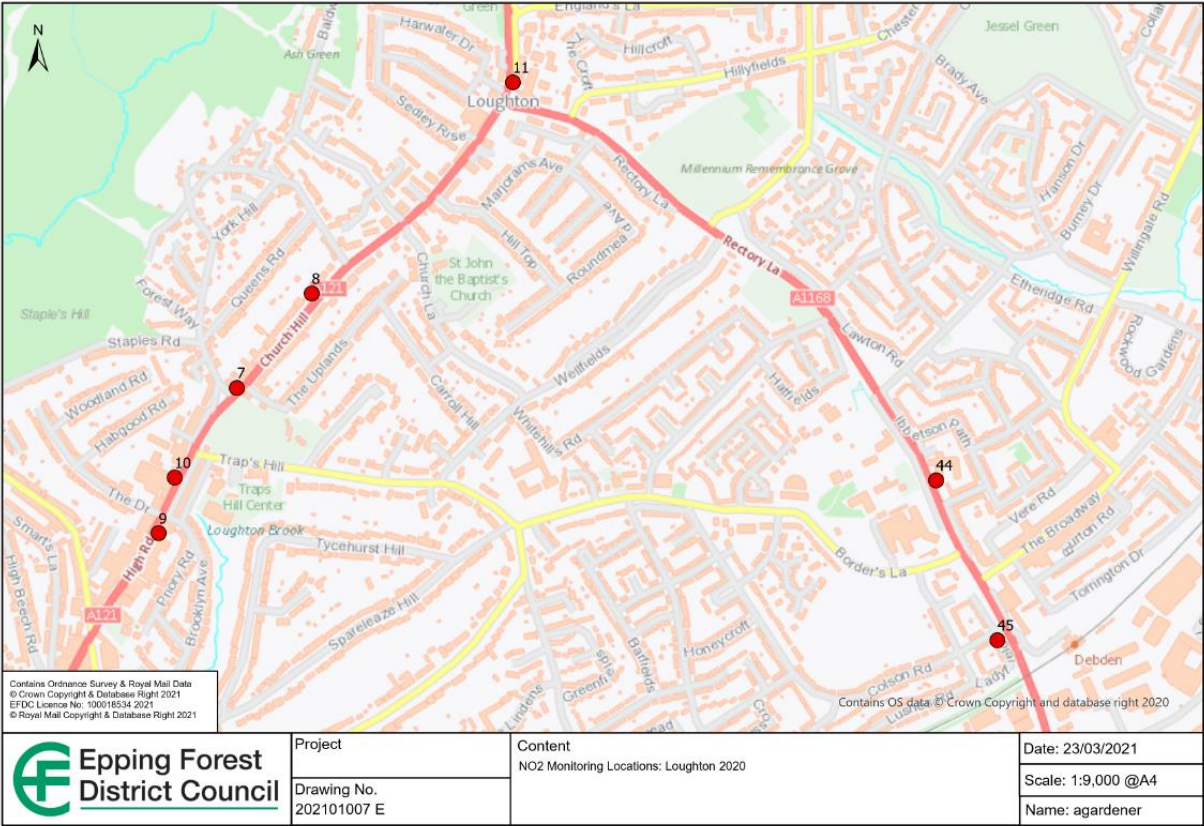 N
Green
England's La
Baldw
Harwater Dr
Ash Green
The Croft
Hillcroft
Chester
Jessel Green
Hillyfields
Brady Ave
11
Loughton
Sedley Rise
Marjorams Ave
Rectory La
Millennium Remembrance Grove
Hanson Dr
Burney Dr
Willingale Rd
York Hill
Queens Rd
Forest Way
Church La
St John
the Baptist's
Church
Hill Top
Roundmea
Ave
Rectory La
A1168
Etheridge Rd
Staple's Hill
8
121
Staples Rd
Church Hill
The Uplands
Lawton Rd
Rockwood Gardens
7
Woodland Rd
Habgood Rd
Carroll Hill
Wellfields
Hatfields
Whitehills Rd
Ibbetson Path
10
Trap's Hill
44
The Dr
Traps
Hill Center
Vere Rd
The Broadway
Burton Rd
9
Loughton Brook
Smart's La
High Rd
Priory Rd
Tycehurst Hill
Border's La
Torrington Dr
High Beech Rd
Brooklyn Ave
A121
Spareleaze Hill
Barfields
Honeycroft
45
Colson Rd
Debden
Greenfi
Lindens
Contains OS data © Crown Copyright and database right 2020
Contains Ordnance Survey & Royal Mail Data
© Crown Copyright & Database Right 2021
EFDC Licence No: 100018534 2021
© Royal Mail Copyright & Database Right 2021
Epping Forest
District Council
Project
Drawing No.
202101007 E
Content
NO2 Monitoring Locations: Loughton 2020
Date: 23/03/2021
Scale: 1:9,000 @A4
Name: agardener